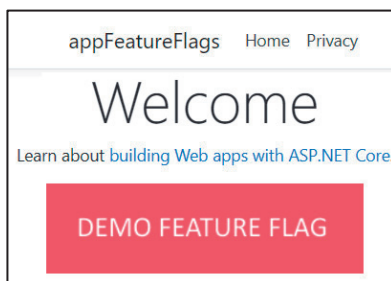 appFeatureFlags Home Privacy
Welcome
Learn about building Web apps with ASP.NET Core
DEMO FEATURE FLAG